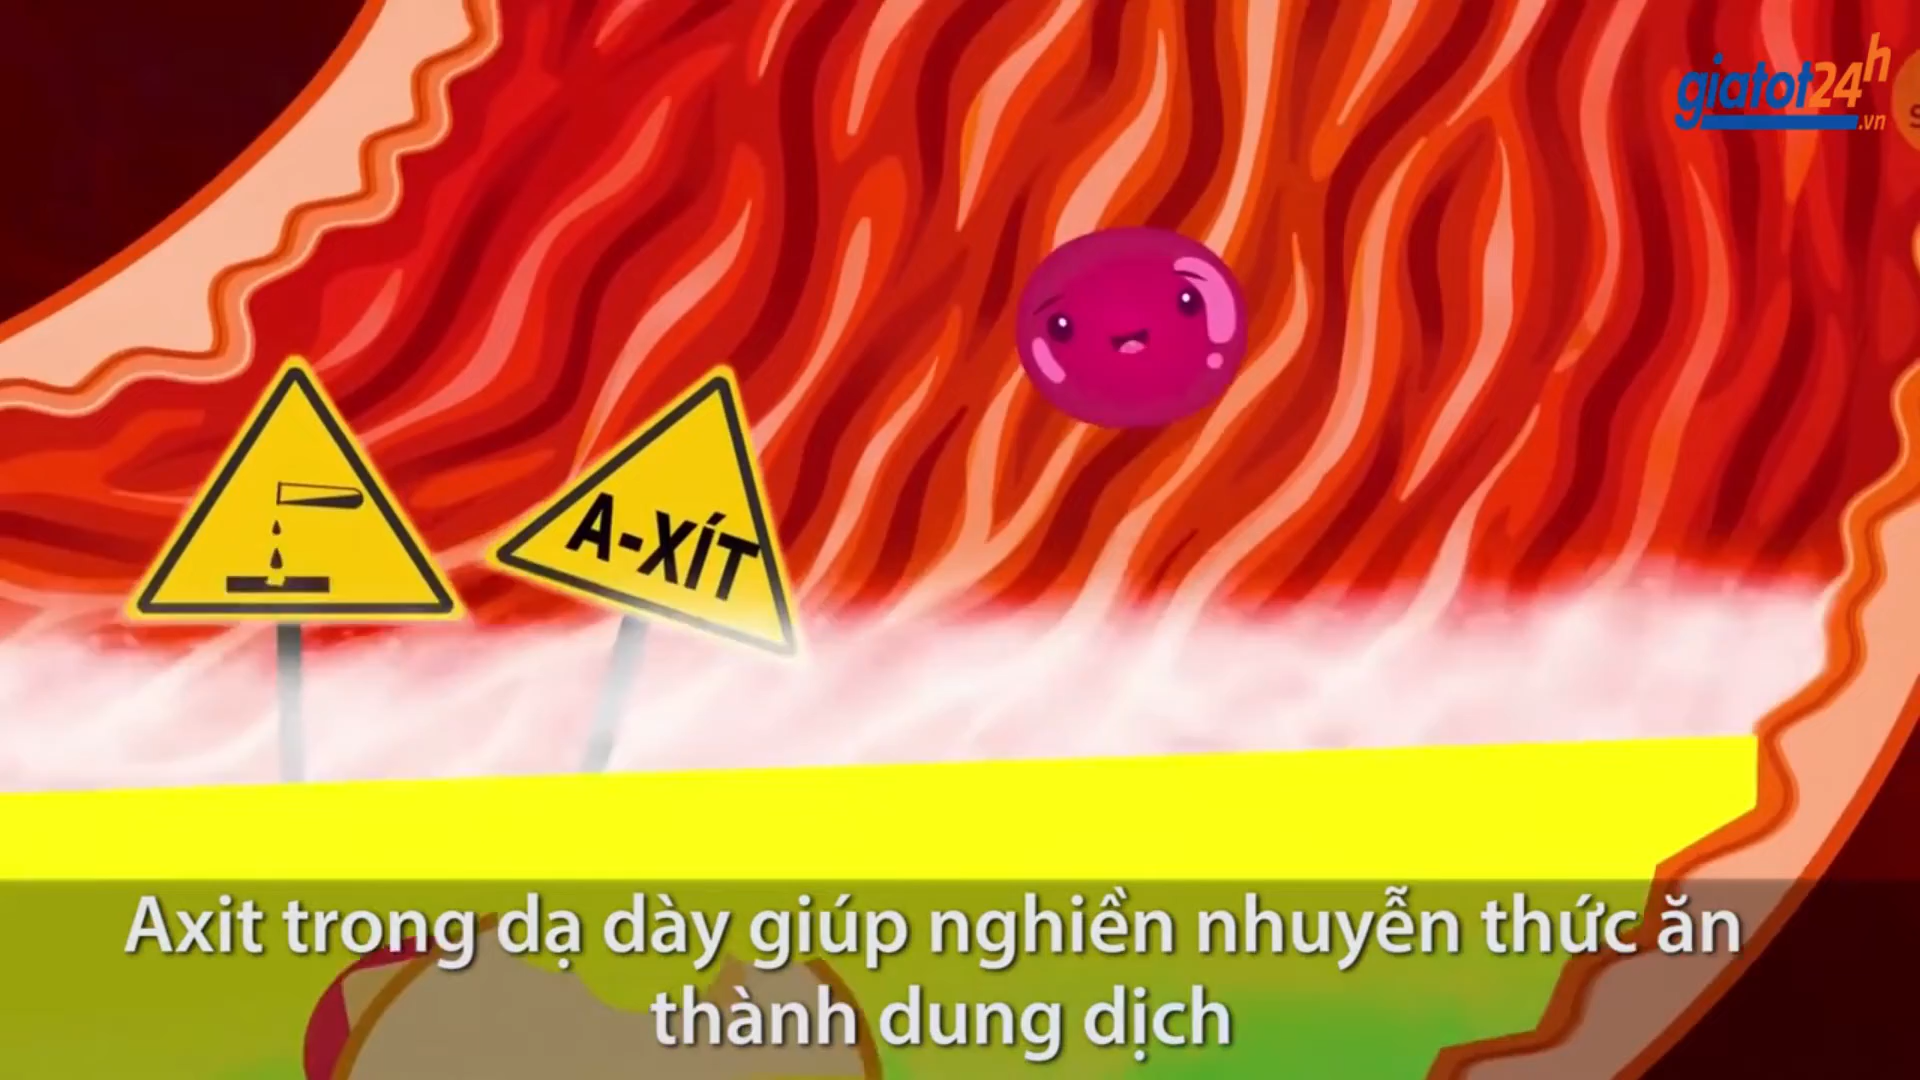 giatot24h
.vn
A-XÍT
Axit trong dạ dày giúp nghiền nhuyễn thức ăn
thành dung dịch